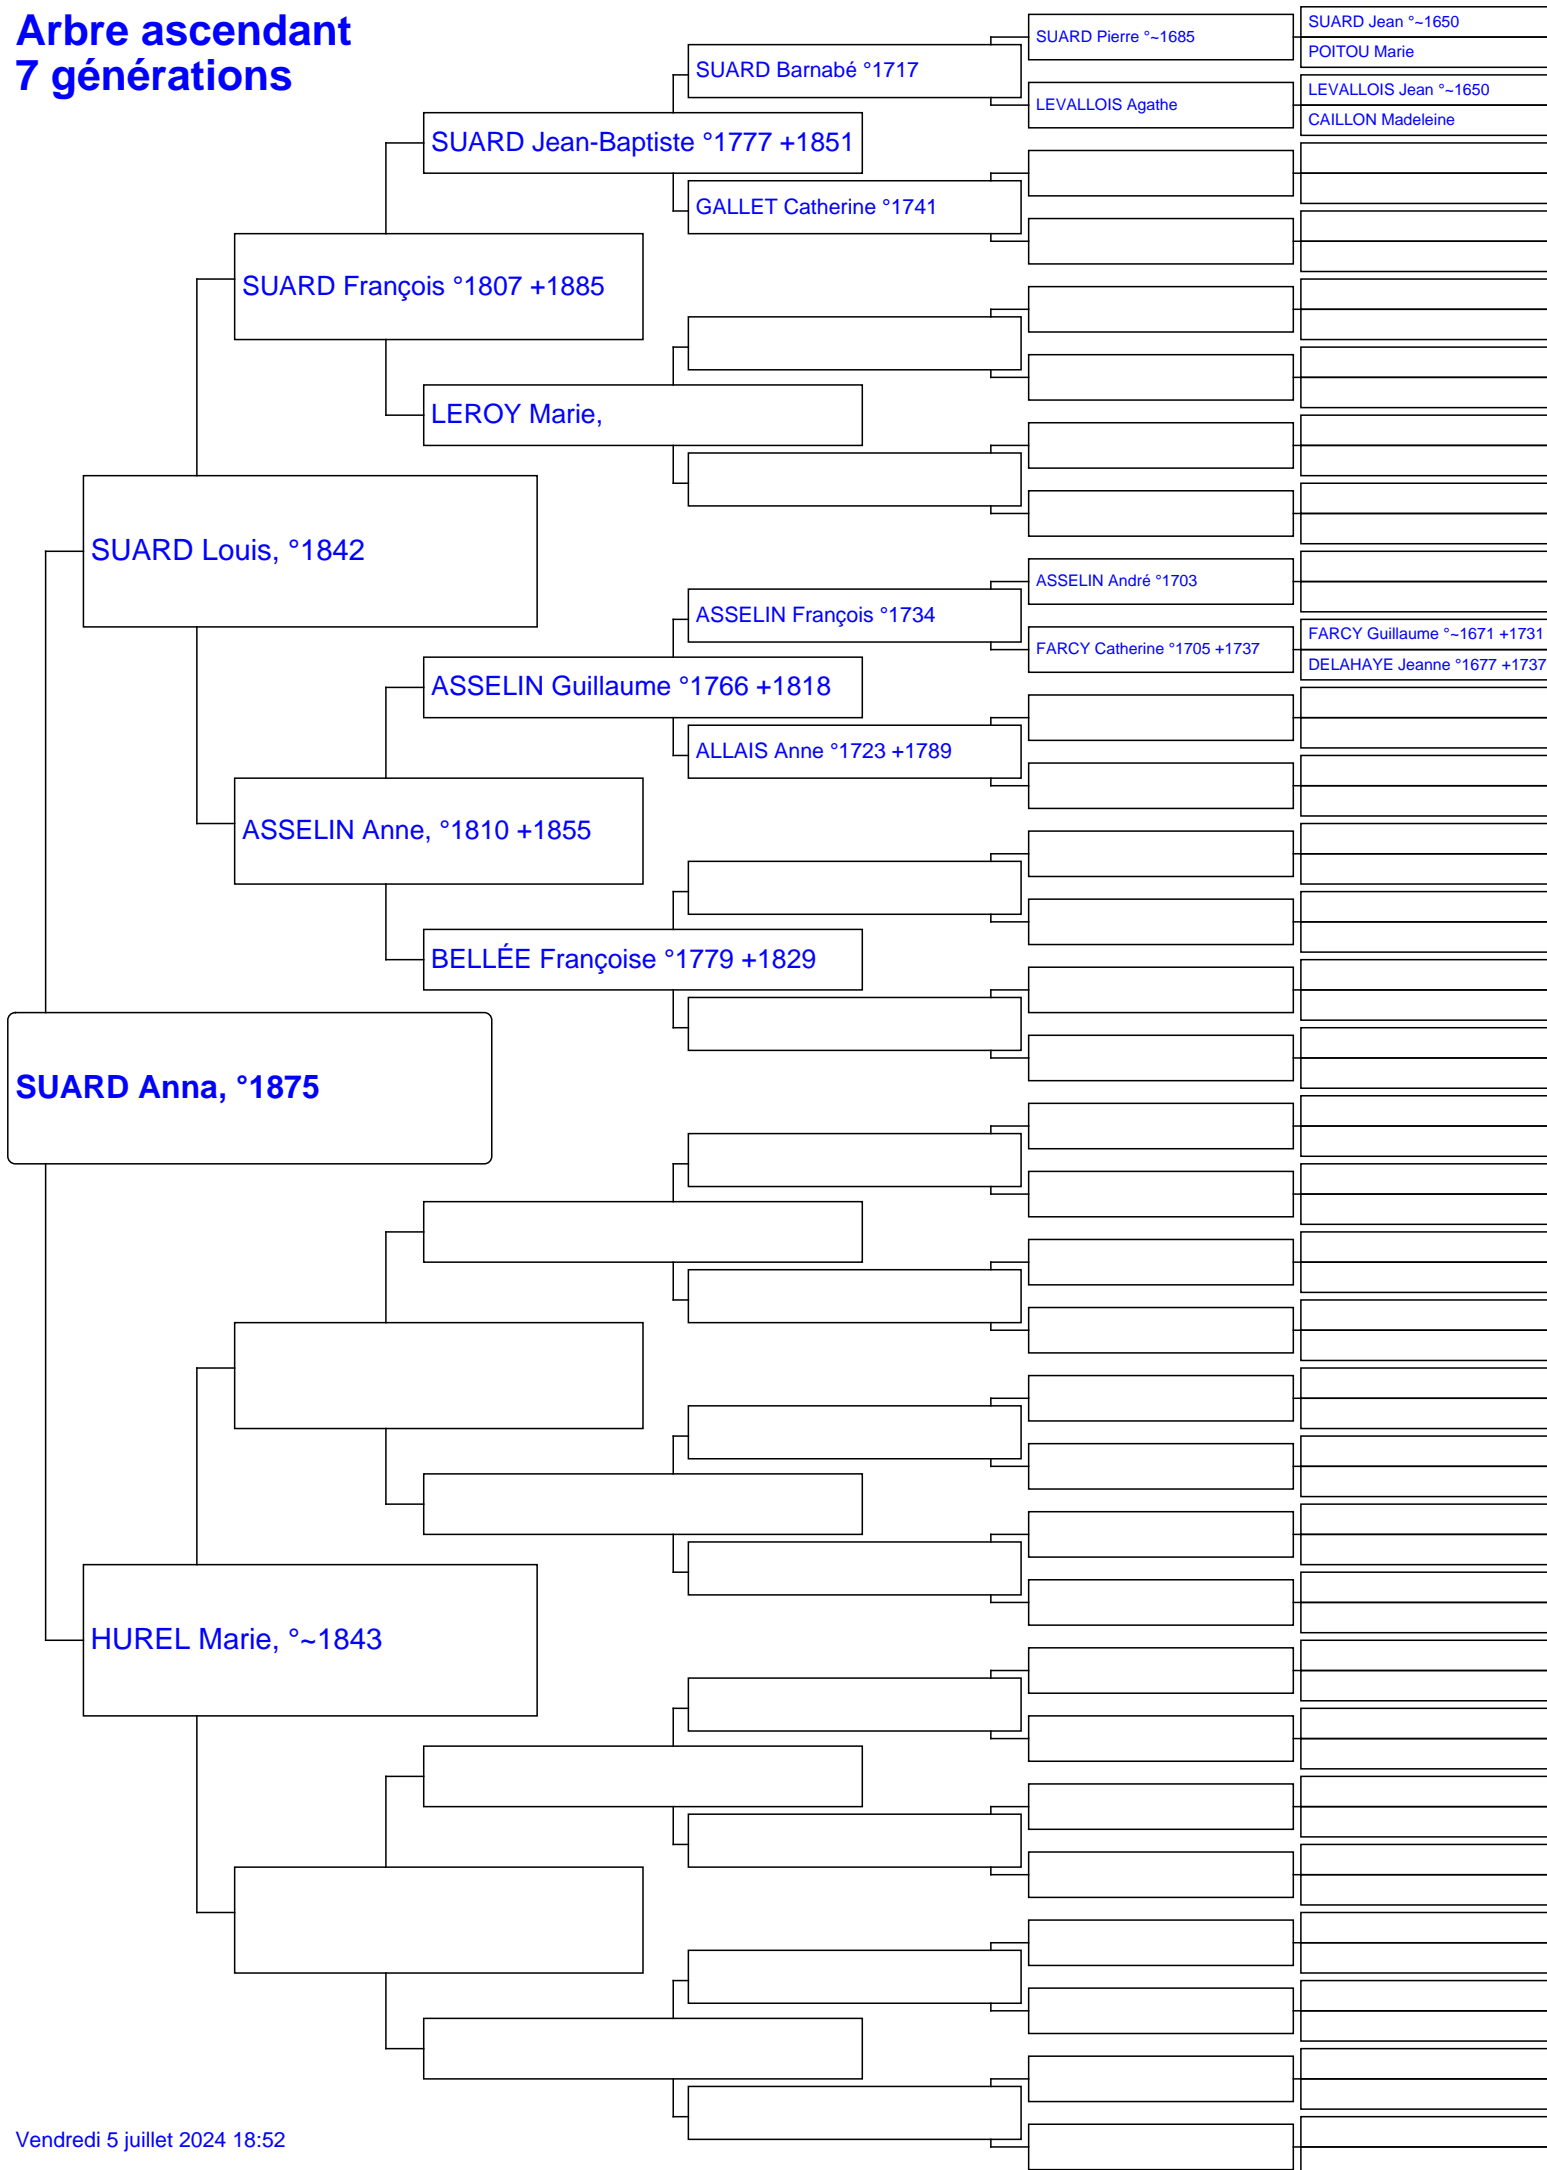 Arbre ascendant
7 générations
SUARD Jean °~1650
SUARD Pierre °~1685
POITOU Marie
SUARD Barnabé °1717
LEVALLOIS Jean °~1650
LEVALLOIS Agathe
CAILLON Madeleine
SUARD Jean-Baptiste °1777 +1851
GALLET Catherine °1741
SUARD François °1807 +1885
LEROY Marie,
SUARD Louis, °1842
ASSELIN André °1703
ASSELIN François °1734
FARCY Guillaume °~1671 +1731
FARCY Catherine °1705 +1737
DELAHAYE Jeanne °1677 +1737
ASSELIN Guillaume °1766 +1818
ALLAIS Anne °1723 +1789
ASSELIN Anne, °1810 +1855
BELLÉE Françoise °1779 +1829
SUARD Anna, °1875
HUREL Marie, °~1843
Vendredi 5 juillet 2024 18:52